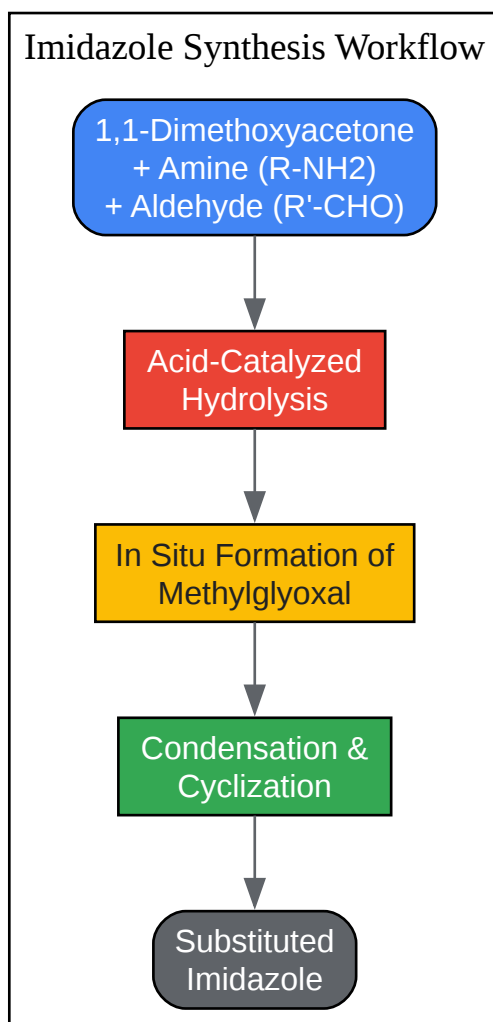 Imidazole Synthesis Workflow
1,1-Dimethoxyacetone
+ Amine (R-NH2)
+ Aldehyde (R'-CHO)
Acid-Catalyzed
Hydrolysis
In Situ Formation of
Methylglyoxal
Condensation &
Cyclization
Substituted
Imidazole